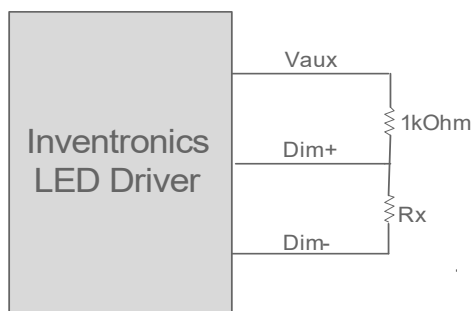 Vaux
1kOhm
Inventronics
LED Driver
Dim+
Rx
Dim-